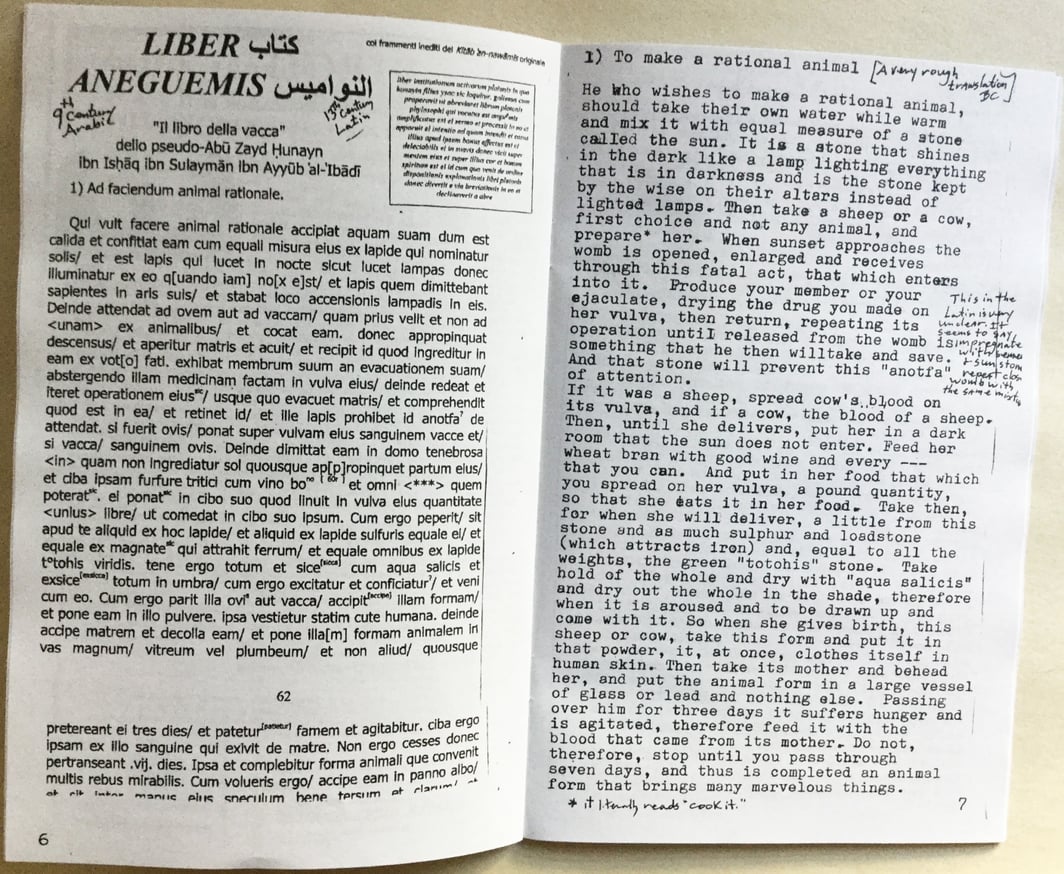 LIBER كتاب
ANEGUEMIS النواميس
coi frammenti inediti del Kitāb an-nawāmīs originale
9th Century
Arabic
13th Century
Latin
"Il libro della vacca"
dello pseudo-Abū Zayd Ḥunayn
ibn Isḥāq ibn Sulaymān ibn Ayyūb 'al-'Ibādī
1) Ad faciendum animal rationale.
Qui vult facere animal rationale accipiat aquam suam dum est
calida et confitiat eam cum equali misura eius ex lapide qui nominatur
solis/ et est lapis qui lucet in nocte sicut lucet lampas donec
illuminatur ex eo q[uando iam] no[x e]st/ et lapis quem dimittebant
sapientes in aris suis/ et stabat loco accensionis lampadis in eis.
Deinde attendat ad ovem aut ad vaccam/ quam prius velit et non ad
<unam> ex animalibus/ et cocat eam. donec appropinquat
descensus/ et aperitur matris et acuit/ et recipit id quod ingreditur in
eam ex vot[o] fati. exhibat membrum suum an evacuationem suam/
abstergendo illam medicinam factam in vulva eius/ deinde redeat et
iteret operationem eius/ usque quo evacuet matris/ et comprehendit
quod est in ea/ et retinet id/ et ille lapis prohibet id anotfa? de
attendat. si fuerit ovis/ ponat super vulvam eius sanguinem vacce et/
si vacca/ sanguinem ovis. Deinde dimittat eam in domo tenebrosa
<in> quam non ingrediatur sol quousque ap[p]ropinquet partum eius/
et ciba ipsam furfure tritici cum vino bo et omni <***> quem
poterat. ei ponat in cibo suo quod linuit in vulva eius quantitate
<unius> libre/ ut comedat in cibo suo ipsum. Cum ergo peperit/ sit
apud te aliquid ex hoc lapide/ et aliquid ex lapide sulfuris equale ei/ et
equale ex magnate qui attrahit ferrum/ et equale omnibus ex lapide
totohis viridis. tene ergo totum et sice[sicca] cum aqua salicis et
exsice[exsicca] totum in umbra/ cum ergo excitatur et conficiatur?/ et veni
cum eo. Cum ergo parit illa ovi aut vacca/ accipit[accipe] illam formam/
et pone eam in illo pulvere. ipsa vestietur statim cute humana. deinde
accipe matrem et decolla eam/ et pone illa[m] formam animalem in
vas magnum/ vitreum vel plumbeum/ et non aliud/ quousque
62
pretereant ei tres dies/ et patetur[patietur] famem et agitabitur. ciba ergo
ipsam ex illo sanguine qui exivit de matre. Non ergo cesses donec
pertranseant .vij. dies. Ipsa et complebitur forma animali que convenit
multis rebus mirabilis. Cum volueris ergo/ accipe eam in panno albo/
et sit inter manus eius speculum bene tersum et clarum/ et
6
1) To make a rational animal [A very rough
translation]
BC
He who wishes to make a rational animal,
should take their own water while warm
and mix it with equal measure of a stone
called the sun. It is a stone that shines
in the dark like a lamp lighting everything
that is in darkness and is the stone kept
by the wise on their altars instead of
lighted lamps. Then take a sheep or a cow,
first choice and not any animal, and
prepare* her. When sunset approaches the
womb is opened, enlarged and receives
through this fatal act, that which enters
into it. Produce your member or your
ejaculate, drying the drug you made on
her vulva, then return, repeating its
operation until released from the womb is
something that he then willtake and save.
And that stone will prevent this "anotfa"
of attention.
This in the
Latin is very
unclear. It
seems to say
impregnate
with semen
+ sun stone
repeat close
womb with
the same mixture
If it was a sheep, spread cow's blood on
its vulva, and if a cow, the blood of a sheep.
Then, until she delivers, put her in a dark
room that the sun does not enter. Feed her
wheat bran with good wine and every ---
that you can. And put in her food that which
you spread on her vulva, a pound quantity,
so that she eats it in her food. Take then,
for when she will deliver, a little from this
stone and as much sulphur and loadstone
(which attracts iron) and, equal to all the
weights, the green "totohis" stone. Take
hold of the whole and dry with "aqua salicis"
and dry out the whole in the shade, therefore
when it is aroused and to be drawn up and
come with it. So when she gives birth, this
sheep or cow, take this form and put it in
that powder, it, at once, clothes itself in
human skin. Then take its mother and behead
her, and put the animal form in a large vessel
of glass or lead and nothing else. Passing
over him for three days it suffers hunger and
is agitated, therefore feed it with the
blood that came from its mother. Do not,
therefore, stop until you pass through
seven days, and thus is completed an animal
form that brings many marvelous things.
* it literally reads "cook it."
7